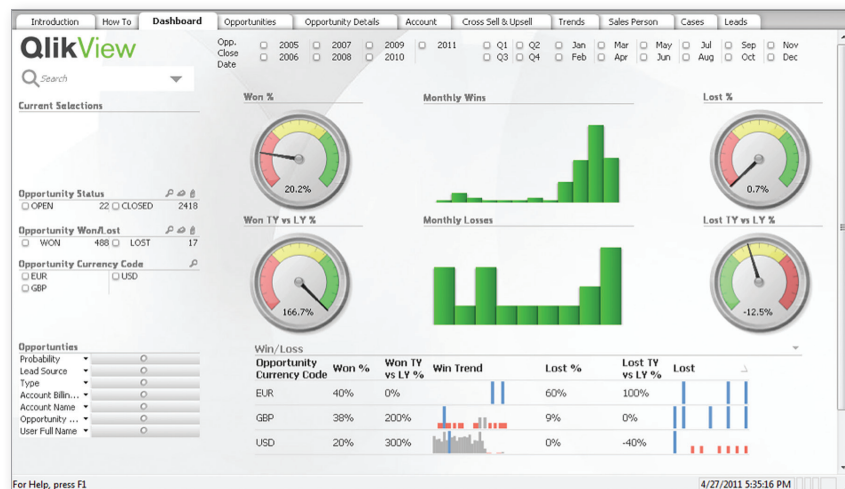 Introduction How To Dashboard Opportunities Opportunity Details Account Cross Sell & Upsell Trends Sales Person Cases Leads
QlikView
Search
Current Selections
Opp. Close Date
2005 2007 2009 2011 Q1 Q2 Jan Mar May Jul Sep Nov
2006 2008 2010 Q3 Q4 Feb Apr Jun Aug Oct Dec
Won % Monthly Wins Lost %
20.2% 0.7%
Opportunity Status
OPEN 22 CLOSED 2418
Won TY vs LY % Monthly Losses Lost TY vs LY %
Opportunity Won/Lost
WON 488 LOST 17
Opportunity Currency Code
EUR USD
GBP
166.7% -12.5%
Opportunties
Probability
Lead Source
Type
Account Billin...
Account Name
Opportunity ...
User Full Name
Win/Loss
Opportunity Currency Code Won % Won TY vs LY % Win Trend Lost % Lost TY vs LY % Lost
EUR 40% 0% 60% 100%
GBP 38% 200% 9% 0%
USD 20% 300% 0% -40%
For Help, press F1 4/27/2011 5:35:16 PM